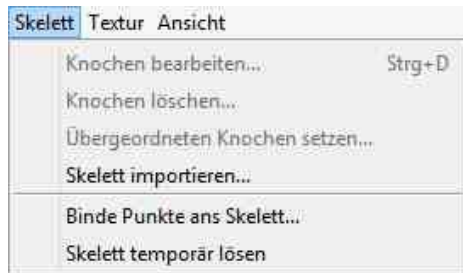 Skelett Textur Ansicht
Knochen bearbeiten... Strg+D
Knochen löschen...
Übergeordneten Knochen setzen...
Skelett importieren...
Binde Punkte ans Skelett...
Skelett temporär lösen